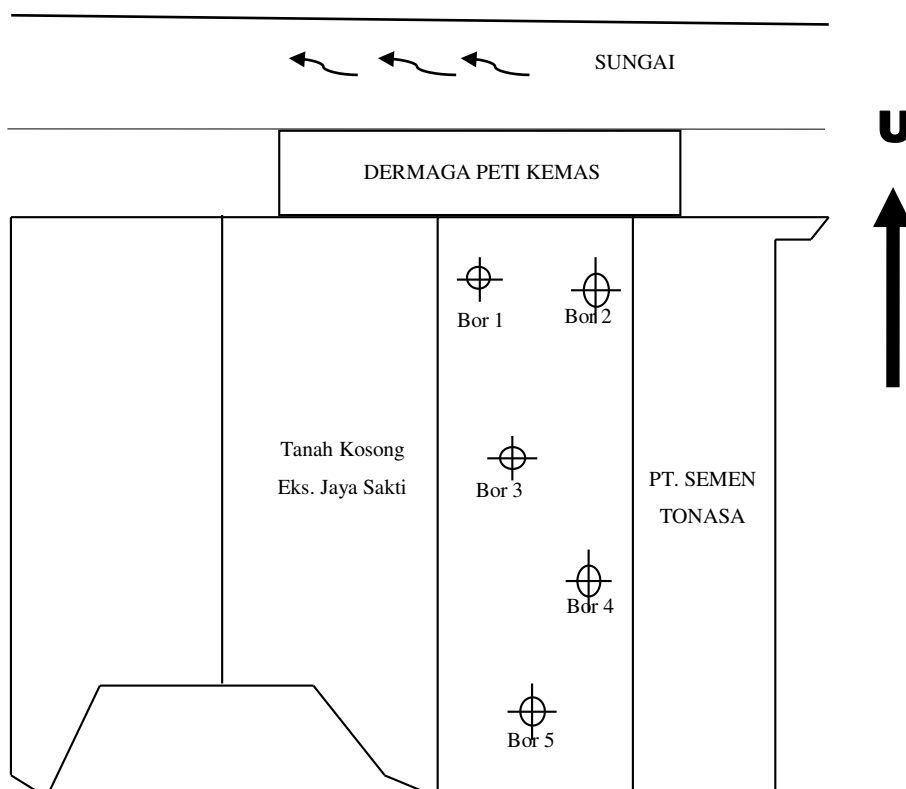 SUNGAI
U
DERMAGA PETI KEMAS
Bor 1
Bor 2
Tanah Kosong
Eks. Jaya Sakti
Bor 3
PT. SEMEN
TONASA
Bor 4
Bor 5